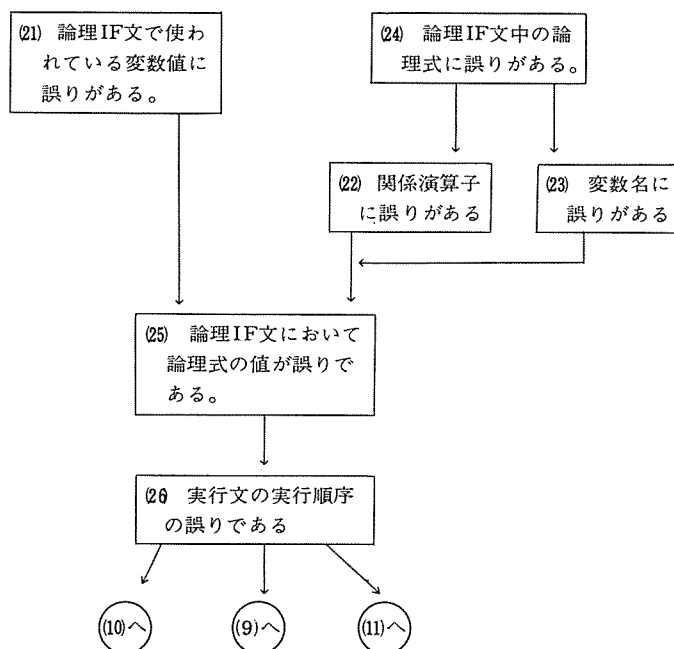 (21) 論理IF文で使わ
れている変数値に
誤りがある。
(24) 論理IF文中の論
理式に誤りがある。
(22) 関係演算子
に誤りがある
(23) 変数名に
誤りがある
(25) 論理IF文において
論理式の値が誤りで
ある。
(26) 実行文の実行順序
の誤りである
(10)へ
(9)へ
(11)へ